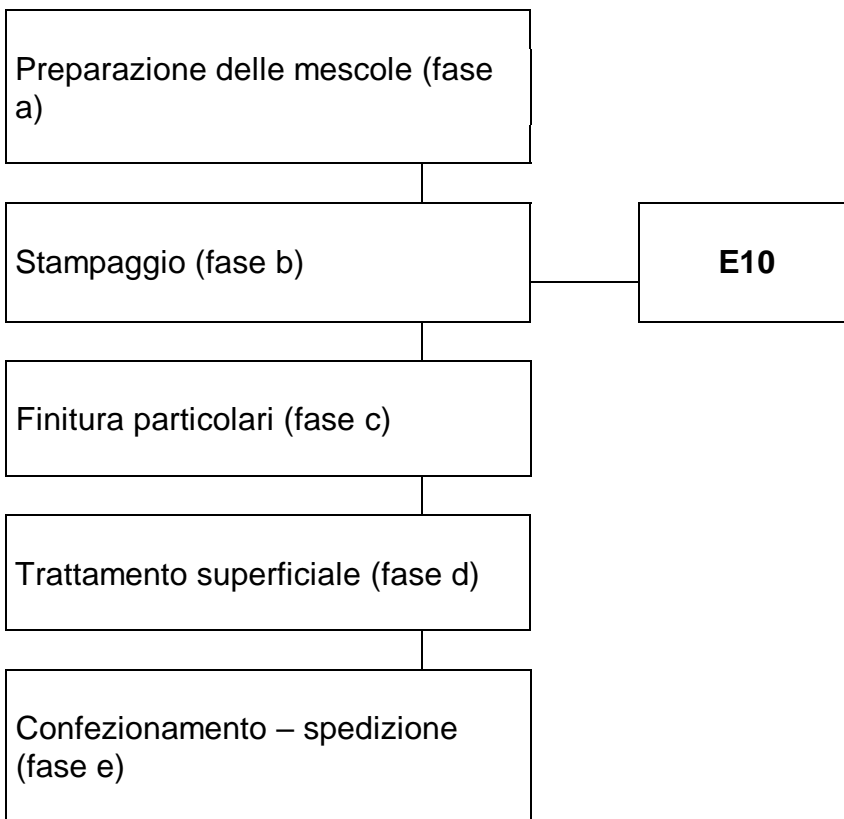 Preparazione delle mescole (fase
a)
Stampaggio (fase b)
E10
Finitura particolari (fase c)
Trattamento superficiale (fase d)
Confezionamento – spedizione
(fase e)